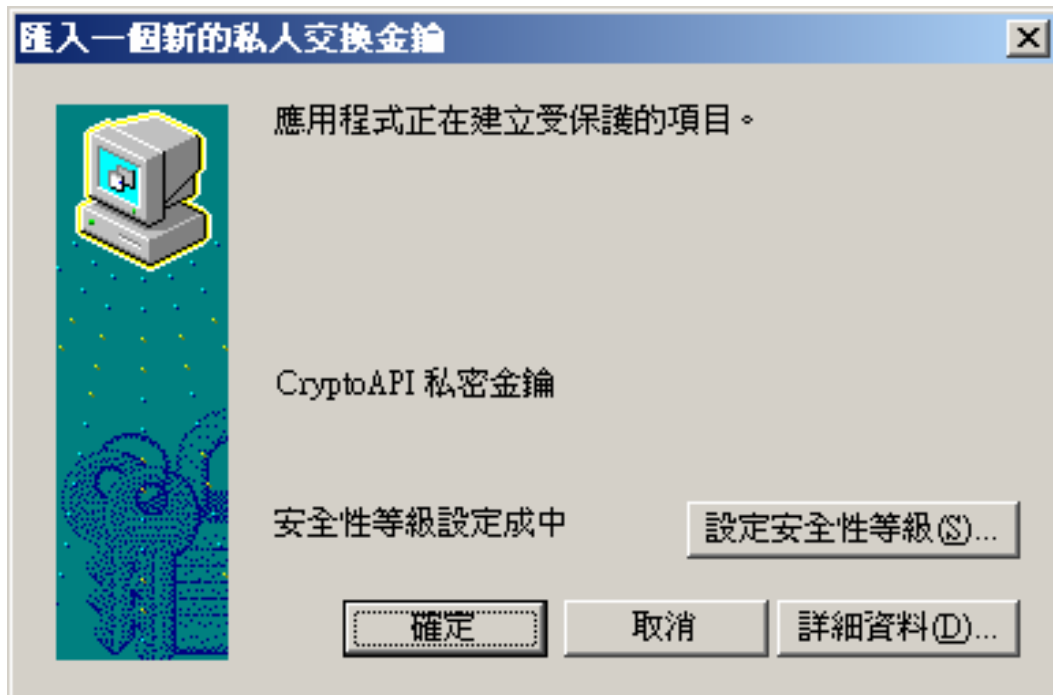 匯入一個新的私人交換金鑰
應用程式正在建立受保護的項目。
CryptoAPI 私密金鑰
安全性等級設定成中
設定安全性等級(S)...
確定
取消
詳細資料(D)...